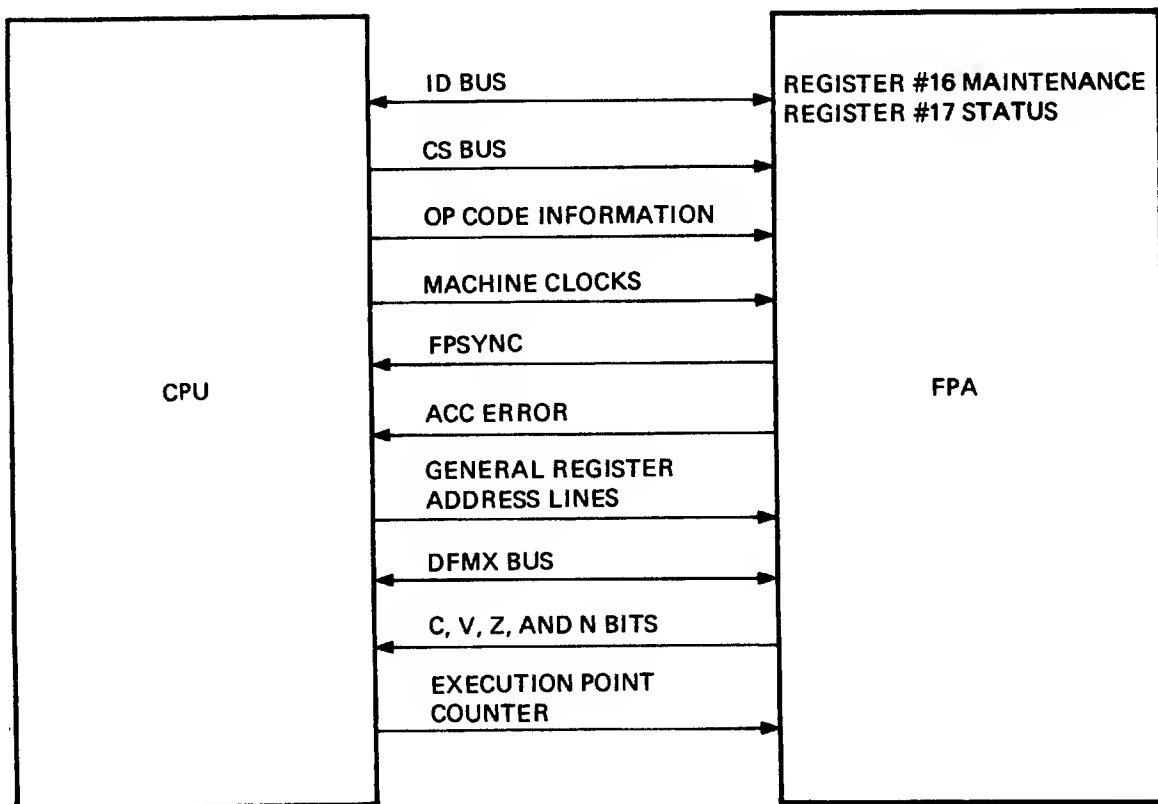 ID BUS
REGISTER #16 MAINTENANCE
REGISTER #17 STATUS
CS BUS
OP CODE INFORMATION
MACHINE CLOCKS
FPSYNC
CPU
FPA
ACC ERROR
GENERAL REGISTER
ADDRESS LINES
DFMX BUS
C, V, Z, AND N BITS
EXECUTION POINT
COUNTER